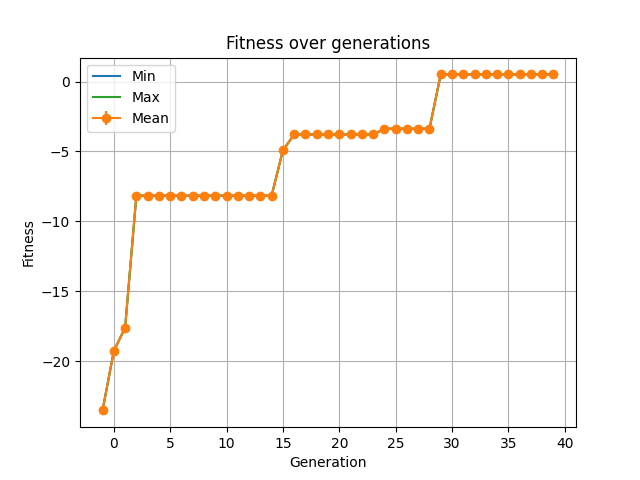 Fitness over generations
Min
Max
Mean
0
−5
−10
−15
−20
Fitness
0 5 10 15 20 25 30 35 40
Generation